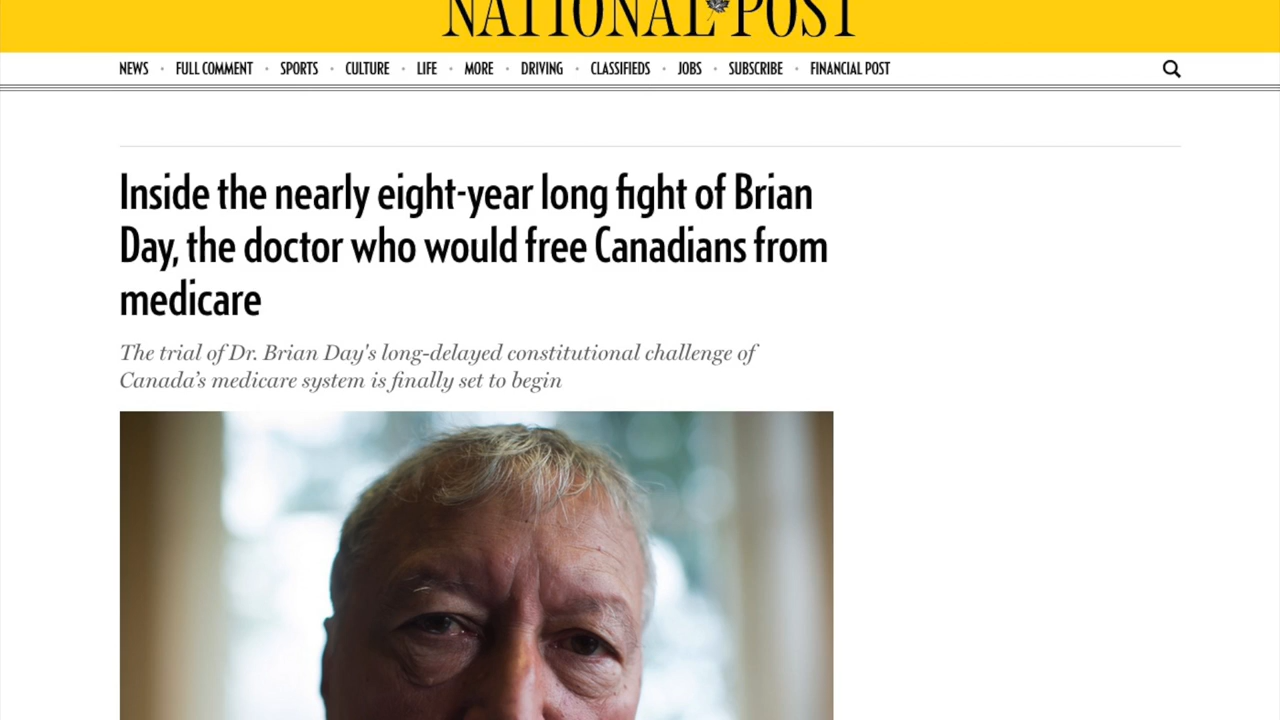 NATIONAL POST
NEWS • FULL COMMENT • SPORTS • CULTURE • LIFE • MORE • DRIVING • CLASSIFIEDS • JOBS • SUBSCRIBE • FINANCIAL POST
Inside the nearly eight-year long fight of Brian
Day, the doctor who would free Canadians from
medicare
The trial of Dr. Brian Day's long-delayed constitutional challenge of
Canada’s medicare system is finally set to begin